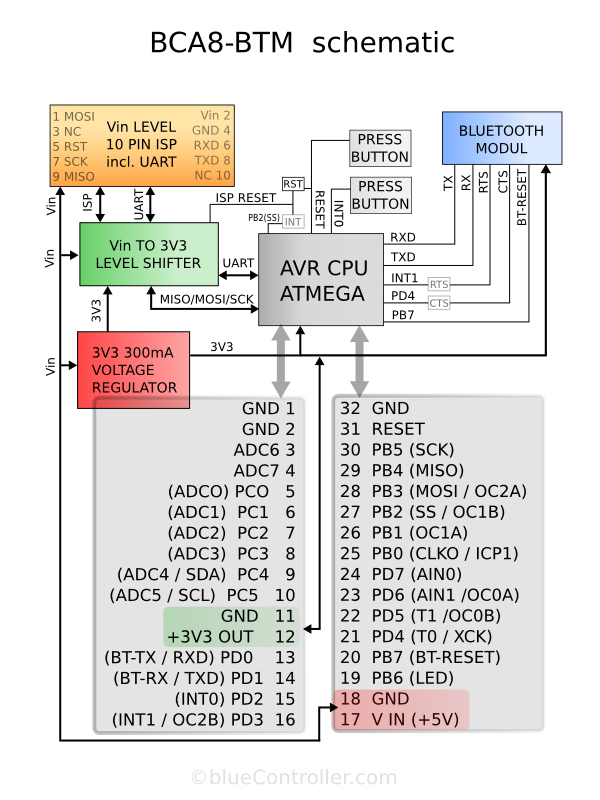 BCA8-BTM schematic
1 MOSI
3 NC
5 RST
7 SCK
9 MISO
Vin LEVEL
10 PIN ISP
incl. UART
Vin 2
GND 4
RXD 6
TXD 8
NC 10
PRESS
BUTTON
PRESS
BUTTON
BLUETOOTH
MODUL
TX
RX
RTS
CTS
BT-RESET
Vin
ISP
UART
ISP RESET
RST
PB2(SS)
INT
RESET
INT0
Vin
Vin TO 3V3
LEVEL SHIFTER
UART
MISO/MOSI/SCK
3V3
AVR CPU
ATMEGA
RXD
TXD
INT1
RTS
PD4
CTS
PB7
Vin
3V3 300mA
VOLTAGE
REGULATOR
3V3
GND 1
GND 2
ADC6 3
ADC7 4
(ADCO) PCO 5
(ADC1) PC1 6
(ADC2) PC2 7
(ADC3) PC3 8
(ADC4 / SDA) PC4 9
(ADC5 / SCL) PC5 10
GND 11
+3V3 OUT 12
(BT-TX / RXD) PD0 13
(BT-RX / TXD) PD1 14
(INT0) PD2 15
(INT1 / OC2B) PD3 16
32 GND
31 RESET
30 PB5 (SCK)
29 PB4 (MISO)
28 PB3 (MOSI / OC2A)
27 PB2 (SS / OC1B)
26 PB1 (OC1A)
25 PB0 (CLKO / ICP1)
24 PD7 (AIN0)
23 PD6 (AIN1 /OC0A)
22 PD5 (T1 /OC0B)
21 PD4 (T0 / XCK)
20 PB7 (BT-RESET)
19 PB6 (LED)
18 GND
17 V IN (+5V)
©blueController.com